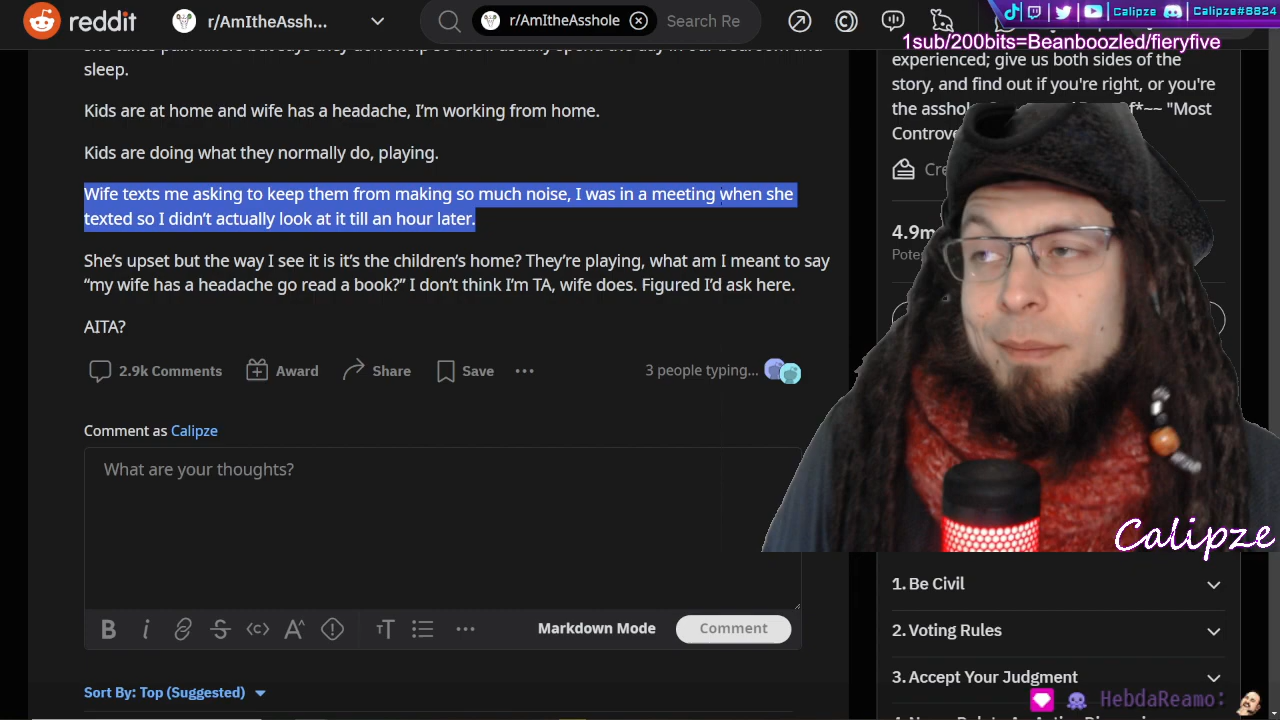 reddit
r/AmItheAssh...
r/AmItheAsshole
Search Re
Calipze
Calipze#8824
1sub/200bits=Beanboozled/fieryfive
sleep.
Kids are at home and wife has a headache, I'm working from home.
Kids are doing what they normally do, playing.
Wife texts me asking to keep them from making so much noise, I was in a meeting when she
texted so I didn't actually look at it till an hour later.
She's upset but the way I see it is it's the children's home? They're playing, what am I meant to say
"my wife has a headache go read a book?" I don't think I'm TA, wife does. Figured I'd ask here.
AITA?
2.9k Comments
Award
Share
Save
3 people typing...
Comment as Calipze
What are your thoughts?
B
i
Markdown Mode
Comment
Sort By: Top (Suggested)
experienced; give us both sides of the
story, and find out if you're right, or you're
the assh
"Most
Controve
Cre
4.9m
Pote
Calipze
1. Be Civil
2. Voting Rules
3. Accept Your Judgment
HebdaReamo: